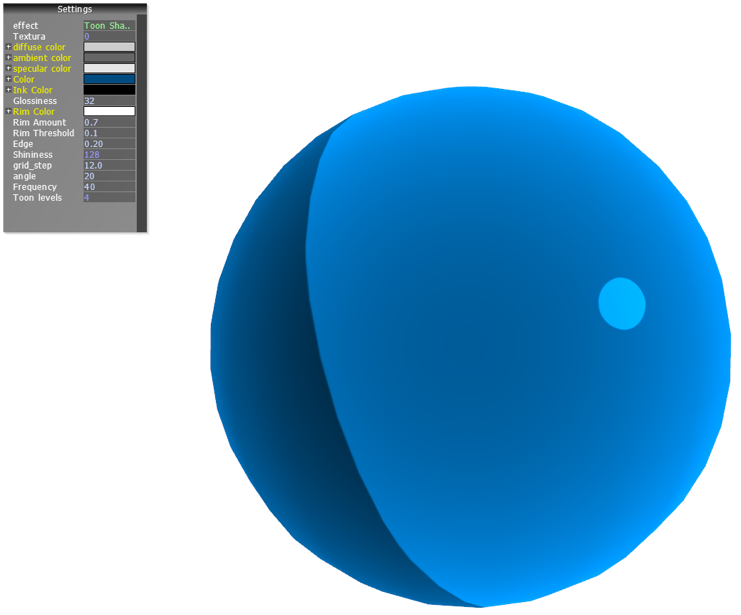 Settings
effect Toon Sha..
Textura 0
diffuse color
ambient color
specular color
Color
Ink Color
Glossiness 32
Rim Color
Rim Amount 0.7
Rim Threshold 0.1
Edge 0.20
Shininess 128
grid_step 12.0
angle 20
Frequency 40
Toon levels 4